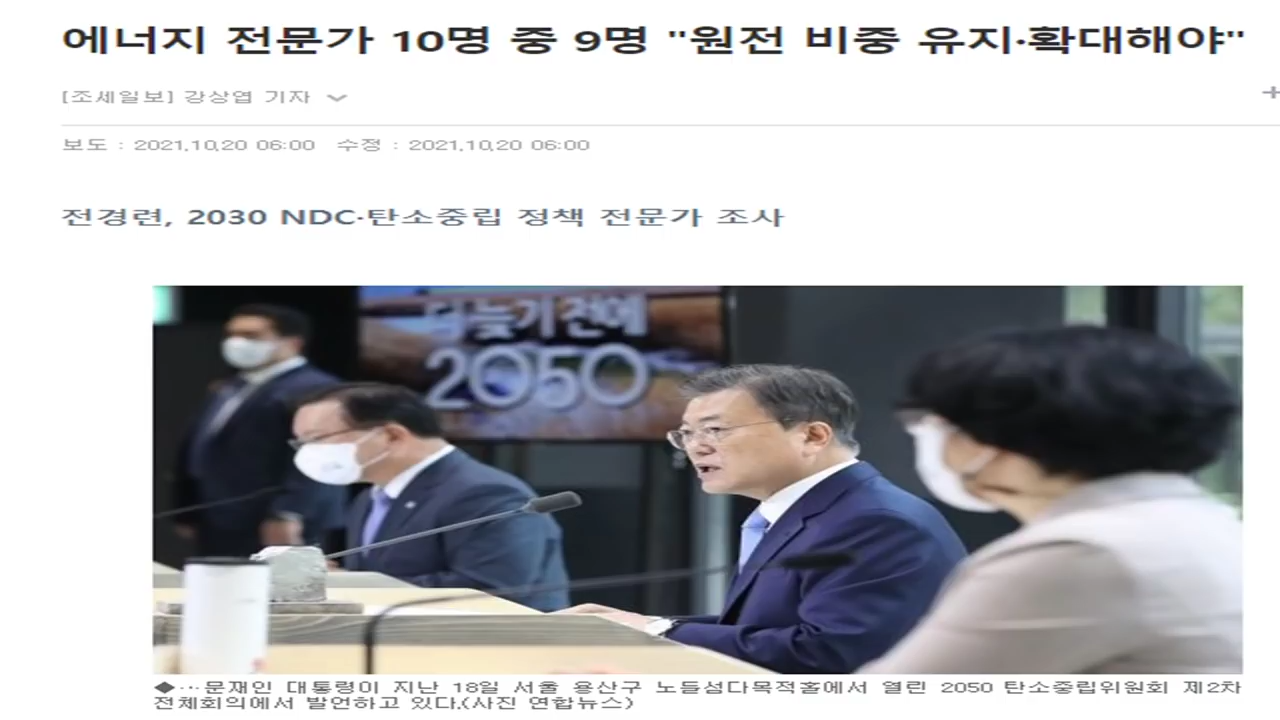 에너지 전문가 10명 중 9명 "원전 비중 유지·확대해야"
[조세일보] 강상엽 기자
보도 : 2021.10.20 06:00 수정 : 2021.10.20 06:00
전경련, 2030 NDC·탄소중립 정책 전문가 조사
더 늦기 전에
2050
◆…문재인 대통령이 지난 18일 서울 용산구 노들섬다목적홀에서 열린 2050 탄소중립위원회 제2차
전체회의에서 발언하고 있다.(사진 연합뉴스)